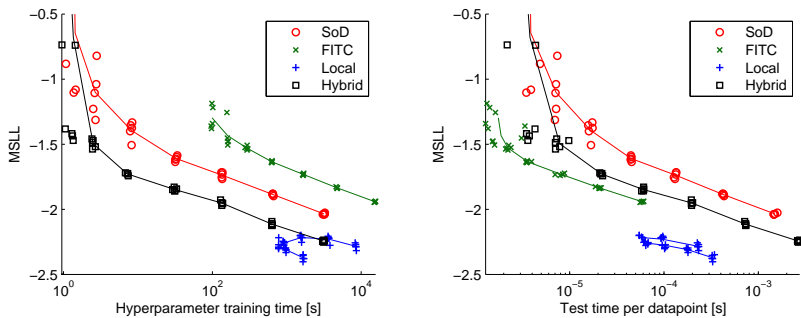 −0.5
−1
−1.5
−2
−2.5
MSLL
10^0
10^2
10^4
Hyperparameter training time [s]
SoD
FITC
Local
Hybrid
−0.5
−1
−1.5
−2
−2.5
MSLL
10^−5
10^−4
10^−3
Test time per datapoint [s]
SoD
FITC
Local
Hybrid